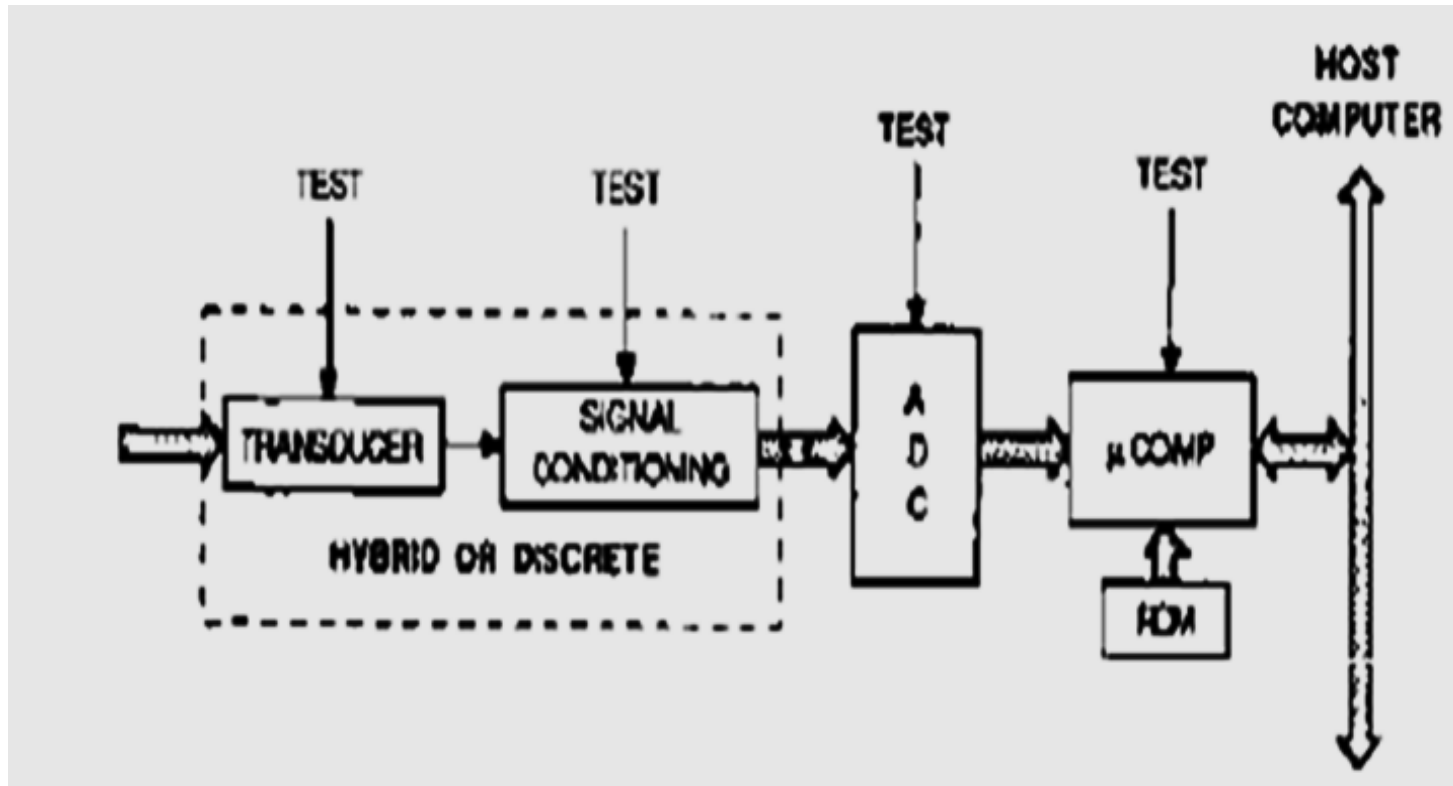 HOST
COMPUTER
TEST
TEST
TEST
TEST
TRANSDUCER
SIGNAL
CONDITIONING
A
D
C
μ COMP
HYBRID OR DISCRETE
ROM